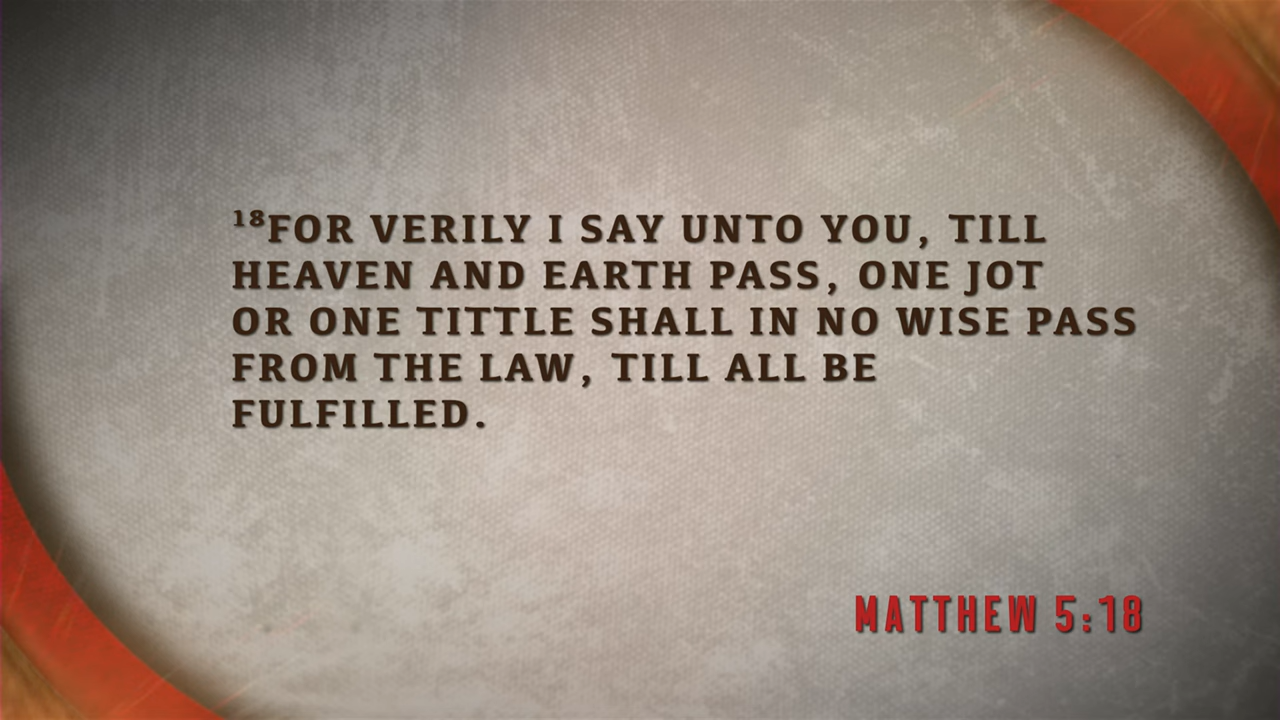 ¹⁸FOR VERILY I SAY UNTO YOU, TILL
HEAVEN AND EARTH PASS, ONE JOT
OR ONE TITTLE SHALL IN NO WISE PASS
FROM THE LAW, TILL ALL BE
FULFILLED.
MATTHEW 5:18